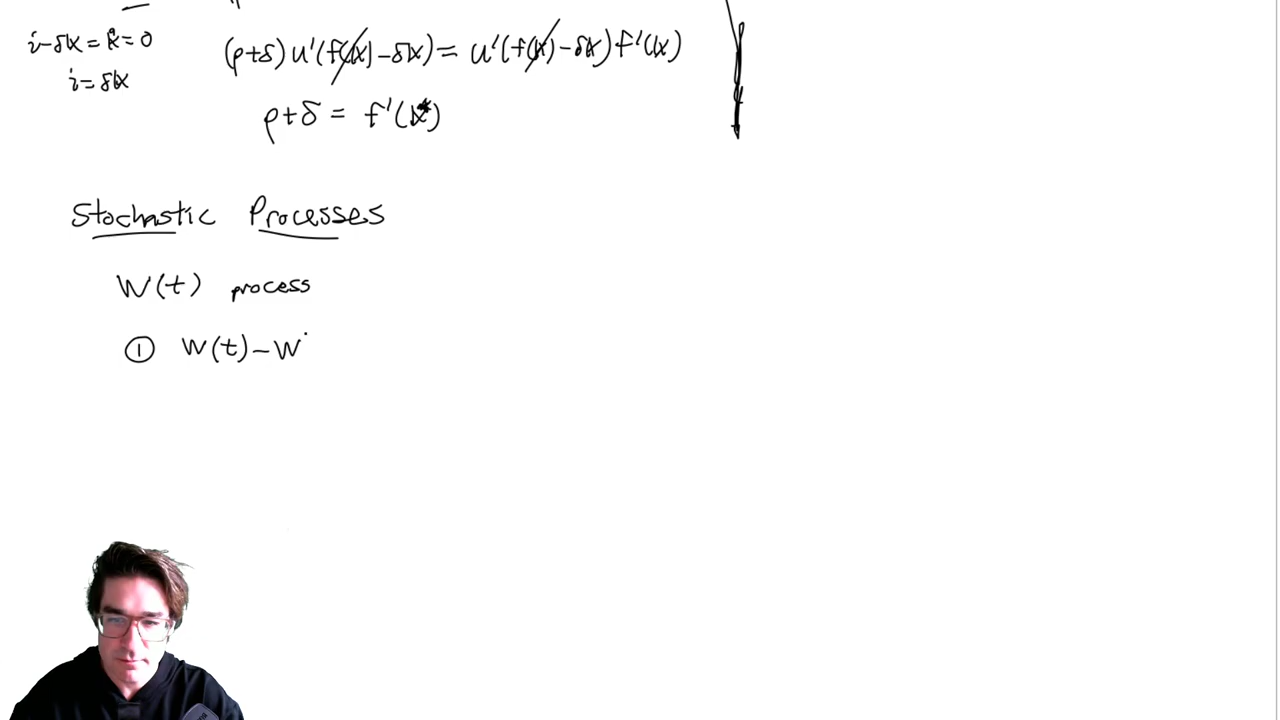 i-δk = k̇ = 0
i = δk
(ρ+δ) u'(f(k) - δk) = u'(f(k) - δk) f'(k)
ρ+δ = f'(k*)
Stochastic Processes
W(t) process
① W(t) - W